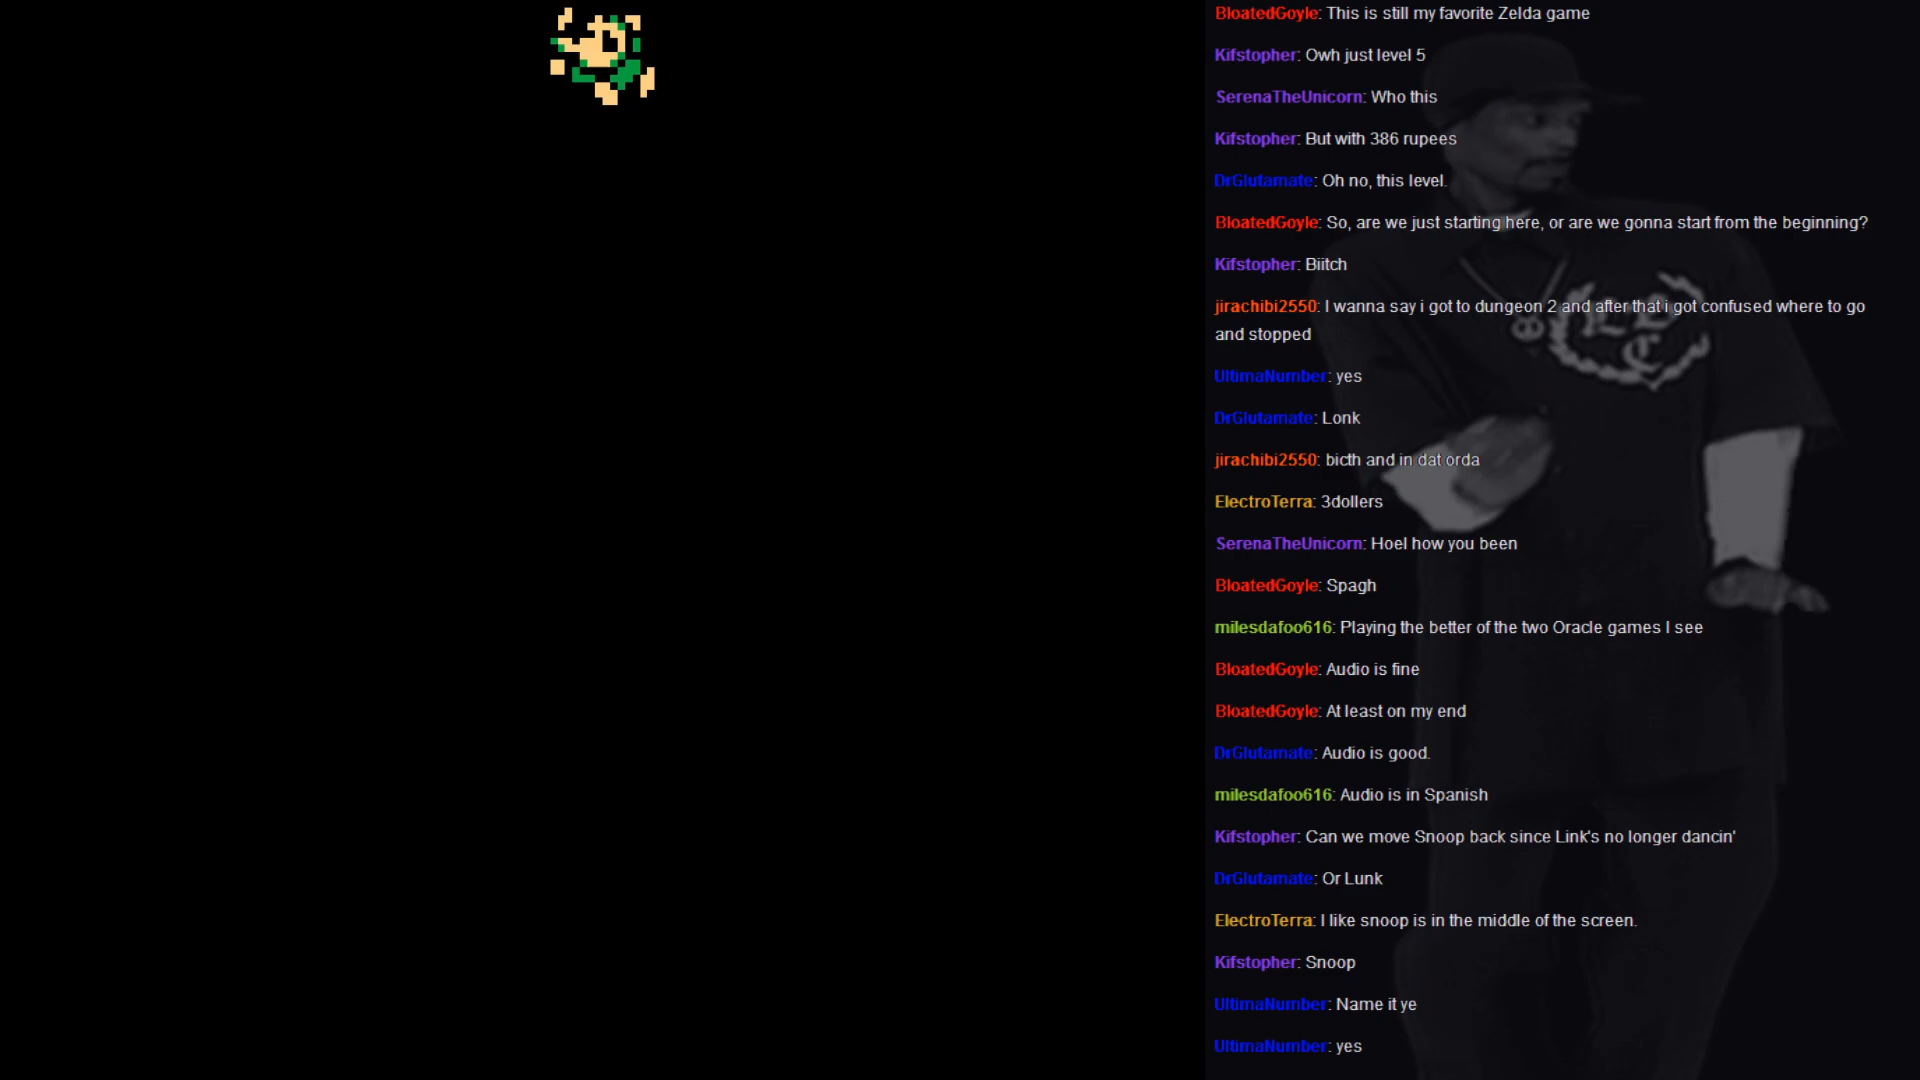 BloatedGoyle: This is still my favorite Zelda game
Kifstopher: Owh just level 5
SerenaTheUnicorn: Who this
Kifstopher: But with 386 rupees
DrGlutamate: Oh no, this level.
BloatedGoyle: So, are we just starting here, or are we gonna start from the beginning?
Kifstopher: Biitch
jirachibi2550: I wanna say i got to dungeon 2 and after that i got confused where to go
and stopped
UltimaNumber: yes
DrGlutamate: Lonk
jirachibi2550: bicth and in dat orda
ElectroTerra: 3dollers
SerenaTheUnicorn: Hoel how you been
BloatedGoyle: Spagh
milesdafoo616: Playing the better of the two Oracle games I see
BloatedGoyle: Audio is fine
BloatedGoyle: At least on my end
DrGlutamate: Audio is good.
milesdafoo616: Audio is in Spanish
Kifstopher: Can we move Snoop back since Link's no longer dancin'
DrGlutamate: Or Lunk
ElectroTerra: I like snoop is in the middle of the screen.
Kifstopher: Snoop
UltimaNumber: Name it ye
UltimaNumber: yes